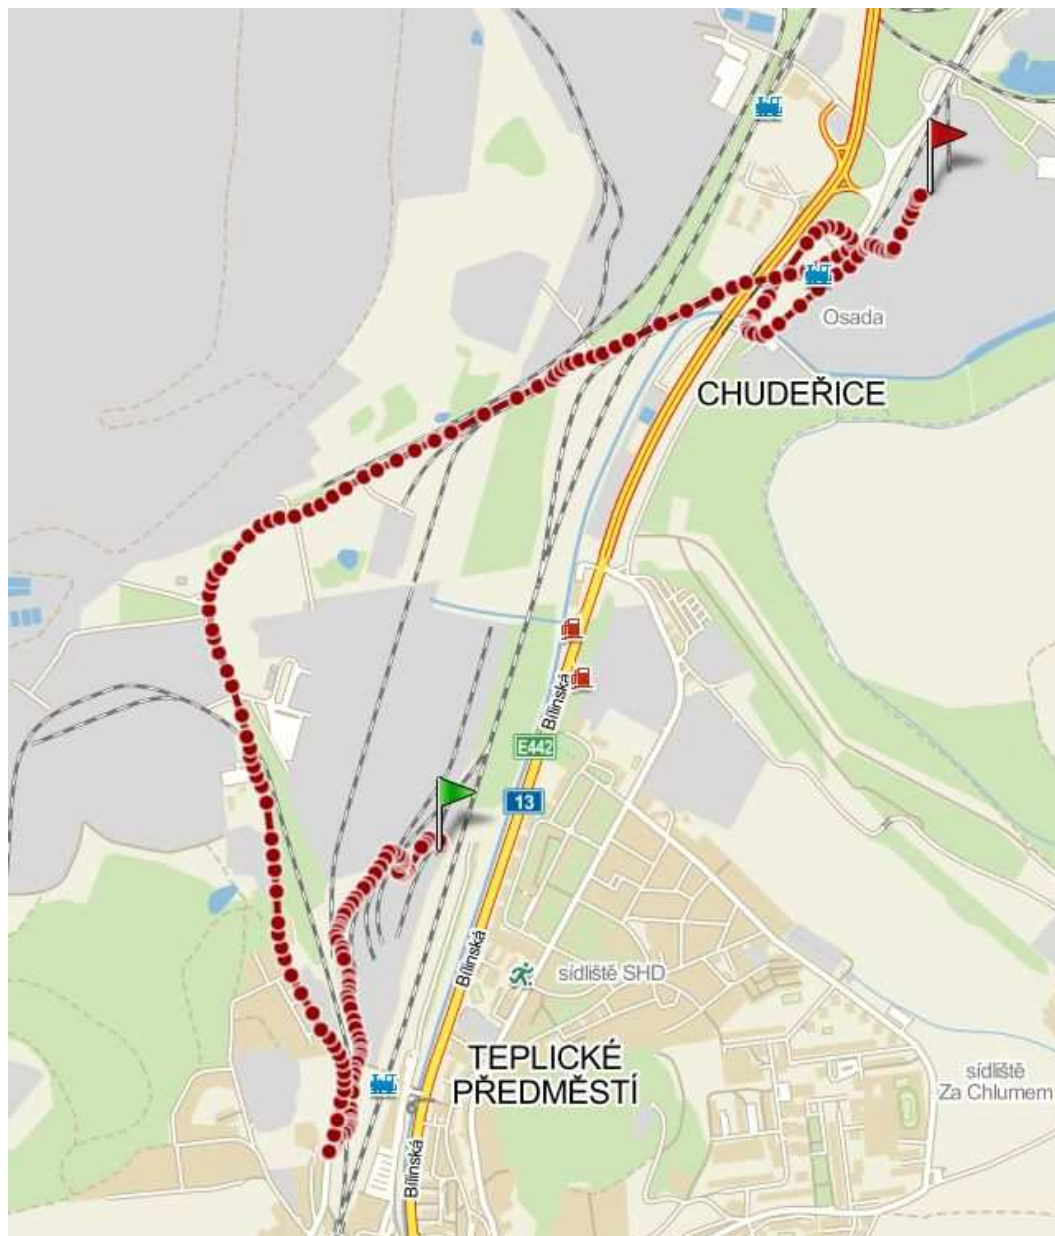 Osada
CHUDEŘICE
Bílinská
E442
13
Bílinská
sídliště SHD
TEPLICKÉ
PŘEDMĚSTÍ
sídliště
Za Chlumem
Bílinská